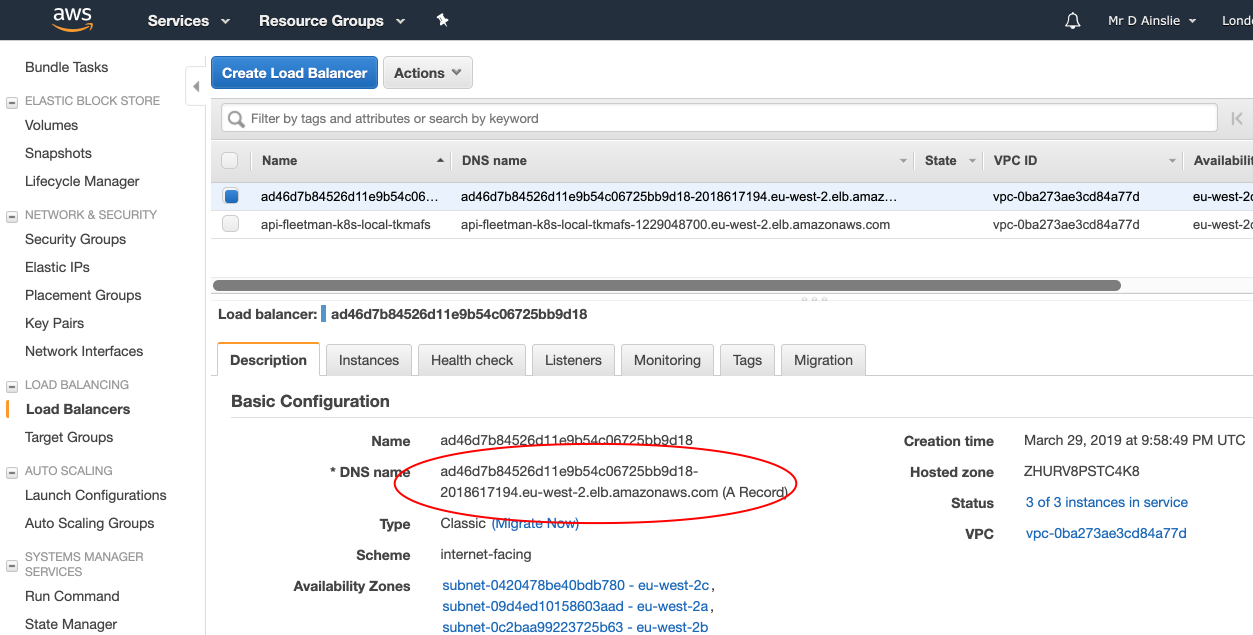 aws Services Resource Groups Mr D Ainslie
Bundle Tasks
ELASTIC BLOCK STORE
Volumes
Snapshots
Lifecycle Manager
NETWORK & SECURITY
Security Groups
Elastic IPs
Placement Groups
Key Pairs
Network Interfaces
LOAD BALANCING
Load Balancers
Target Groups
AUTO SCALING
Launch Configurations
Auto Scaling Groups
SYSTEMS MANAGER
SERVICES
Run Command
State Manager
Create Load Balancer Actions
Filter by tags and attributes or search by keyword
Name DNS name State VPC ID Availabili
ad46d7b84526d11e9b54c06... ad46d7b84526d11e9b54c06725bb9d18-2018617194.eu-west-2.elb.amaz... vpc-0ba273ae3cd84a77d eu-west-2c
api-fleetman-k8s-local-tkmafs api-fleetman-k8s-local-tkmafs-1229048700.eu-west-2.elb.amazonaws.com vpc-0ba273ae3cd84a77d eu-west-2c
Load balancer: ad46d7b84526d11e9b54c06725bb9d18
Description Instances Health check Listeners Monitoring Tags Migration
Basic Configuration
Name ad46d7b84526d11e9b54c06725bb9d18
* DNS name ad46d7b84526d11e9b54c06725bb9d18-
2018617194.eu-west-2.elb.amazonaws.com (A Record)
Type Classic (Migrate Now)
Scheme internet-facing
Availability Zones subnet-0420478be40bdb780 - eu-west-2c,
subnet-09d4ed10158603aad - eu-west-2a,
subnet-0c2baa99223725b63 - eu-west-2b
Creation time March 29, 2019 at 9:58:49 PM UTC
Hosted zone ZHURV8PSTC4K8
Status 3 of 3 instances in service
VPC vpc-0ba273ae3cd84a77d